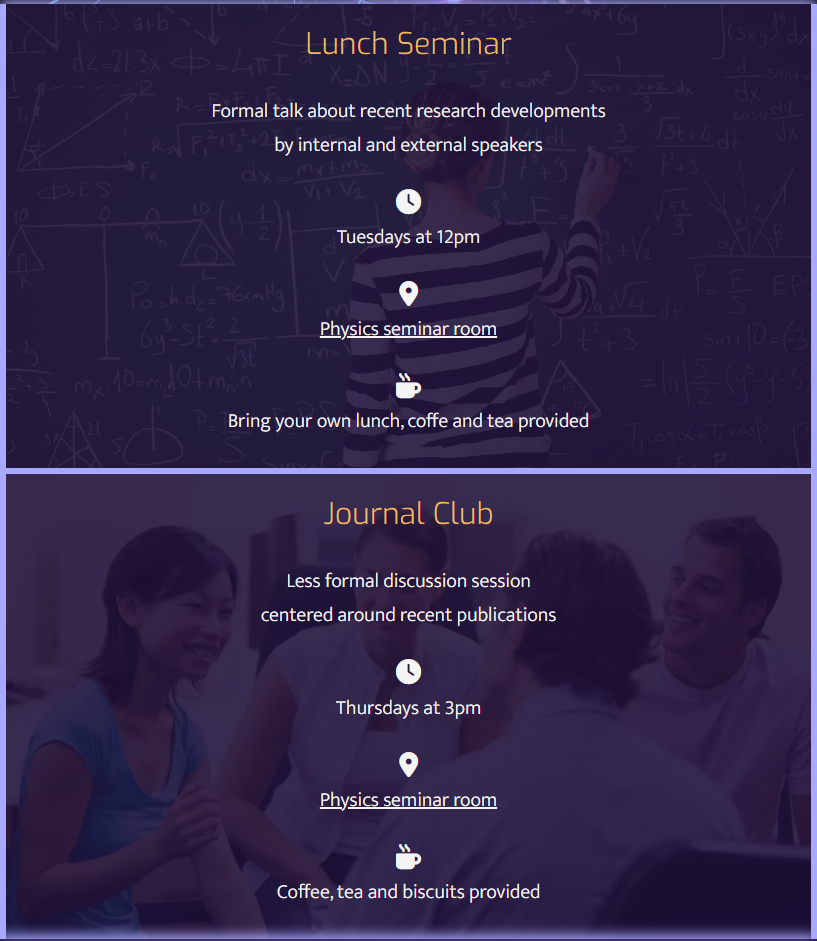 Lunch Seminar
Formal talk about recent research developments
by internal and external speakers
Tuesdays at 12pm
Physics seminar room
Bring your own lunch, coffe and tea provided
Journal Club
Less formal discussion session
centered around recent publications
Thursdays at 3pm
Physics seminar room
Coffee, tea and biscuits provided